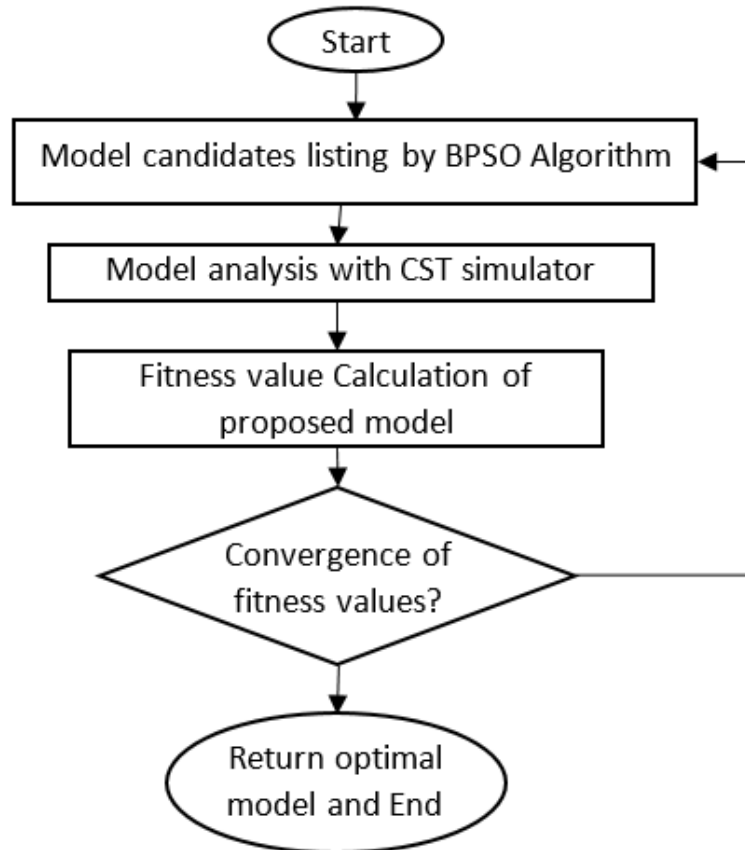 Start
Model candidates listing by BPSO Algorithm
Model analysis with CST simulator
Fitness value Calculation of
proposed model
Convergence of
fitness values?
Return optimal
model and End